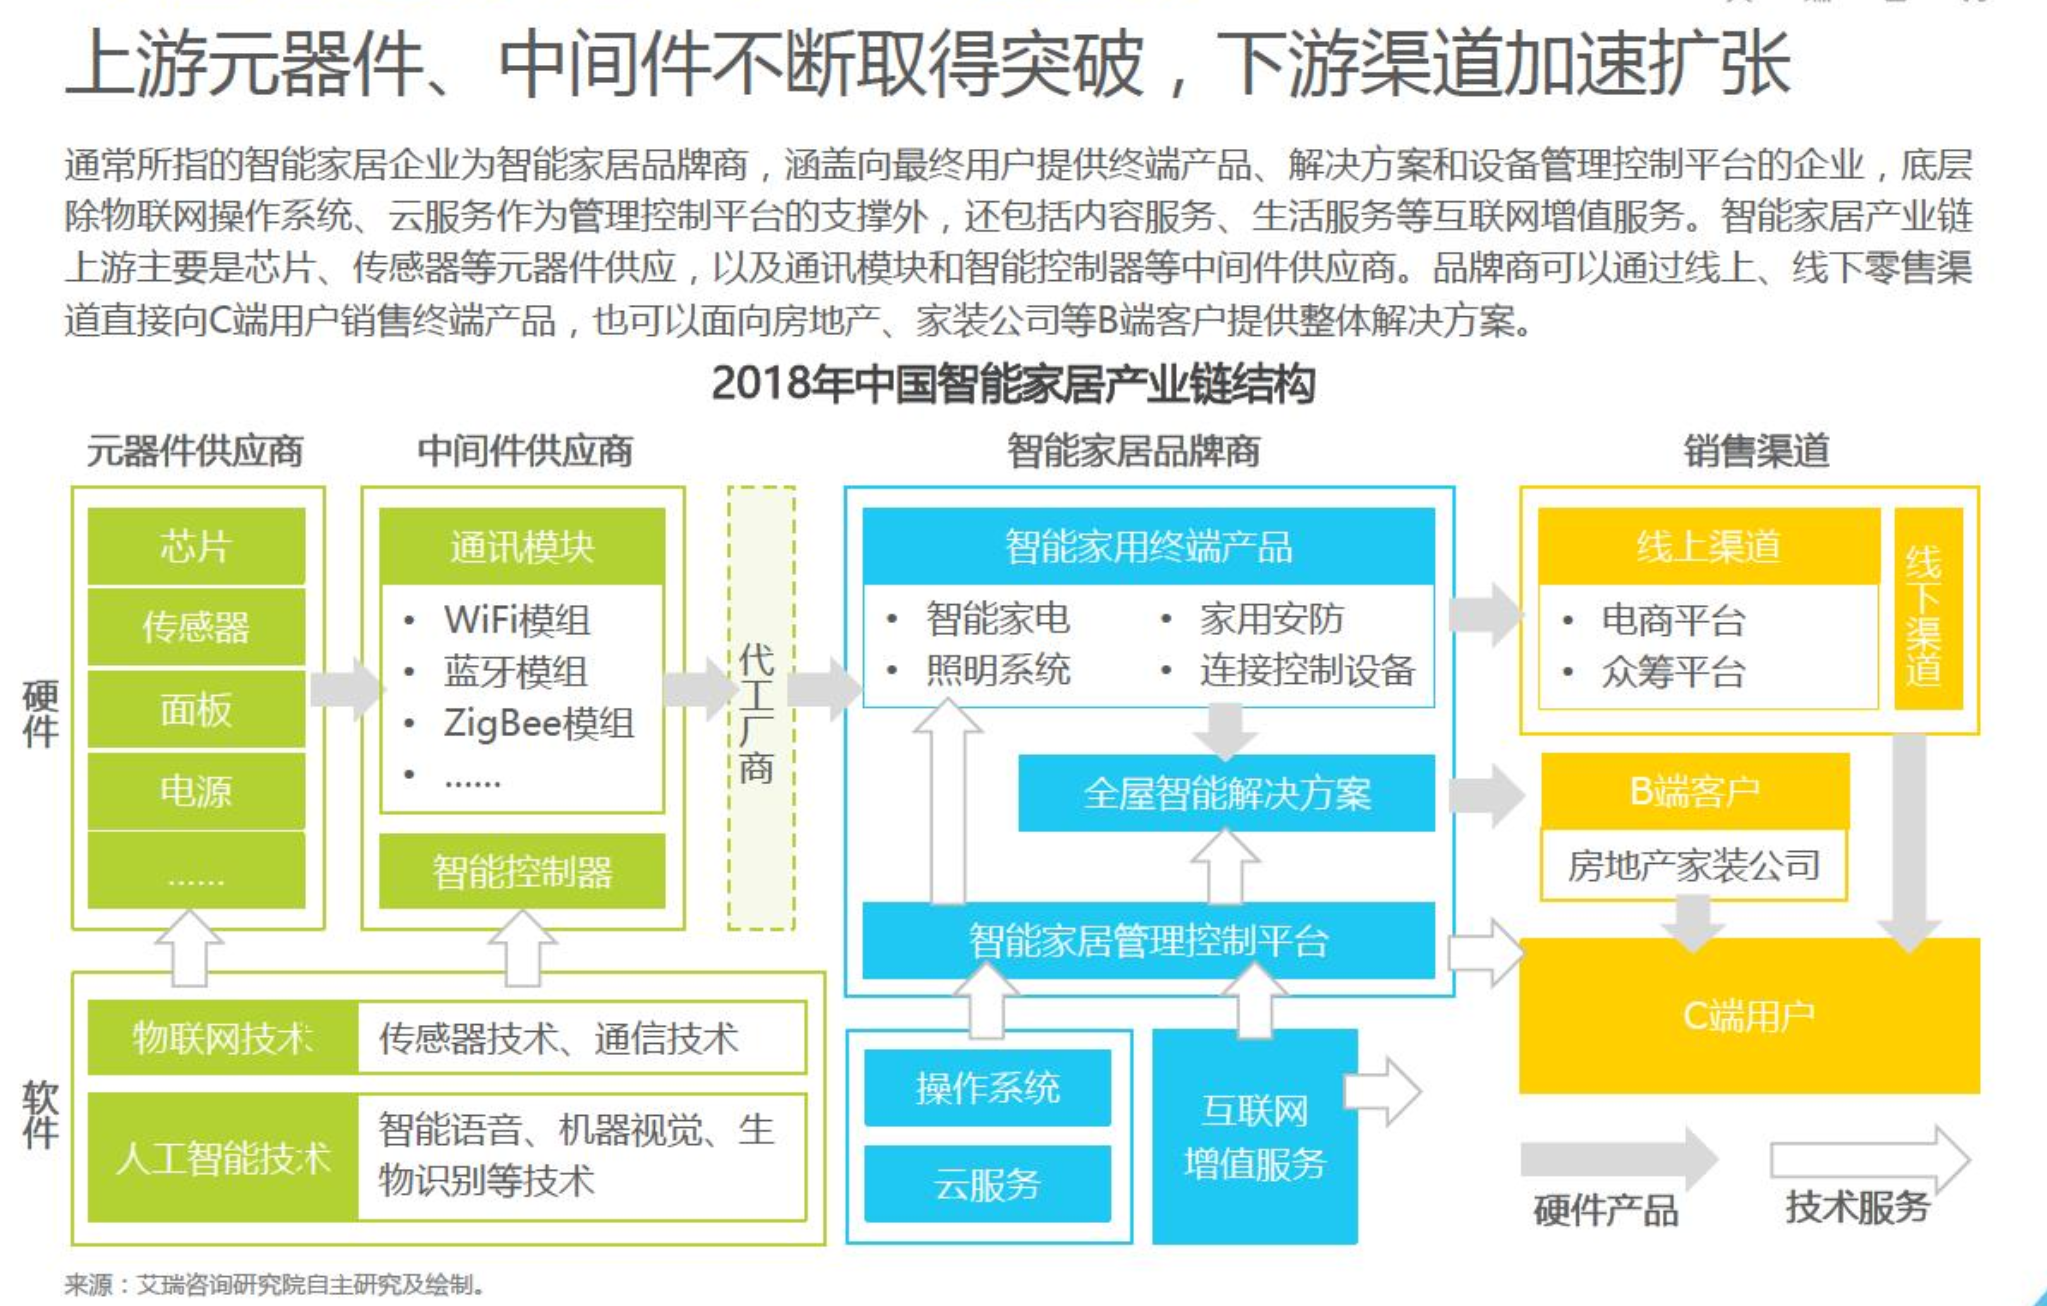 上游元器件、中间件不断取得突破，下游渠道加速扩张
通常所指的智能家居企业为智能家居品牌商，涵盖向最终用户提供终端产品、解决方案和设备管理控制平台的企业，底层
除物联网操作系统、云服务作为管理控制平台的支撑外，还包括内容服务、生活服务等互联网增值服务。智能家居产业链
上游主要是芯片、传感器等元器件供应，以及通讯模块和智能控制器等中间件供应商。品牌商可以通过线上、线下零售渠
道直接向C端用户销售终端产品，也可以面向房地产、家装公司等B端客户提供整体解决方案。
2018年中国智能家居产业链结构
元器件供应商
中间件供应商
智能家居品牌商
销售渠道
硬件
芯片
传感器
面板
电源
……
通讯模块
• WiFi模组
• 蓝牙模组
• ZigBee模组
• ……
智能控制器
代工厂商
智能家用终端产品
• 智能家电
• 家用安防
• 照明系统
• 连接控制设备
全屋智能解决方案
智能家居管理控制平台
线上渠道
• 电商平台
• 众筹平台
线下渠道
B端客户
房地产家装公司
C端用户
软件
物联网技术
传感器技术、通信技术
人工智能技术
智能语音、机器视觉、生
物识别等技术
操作系统
云服务
互联网
增值服务
硬件产品
技术服务
来源：艾瑞咨询研究院自主研究及绘制。